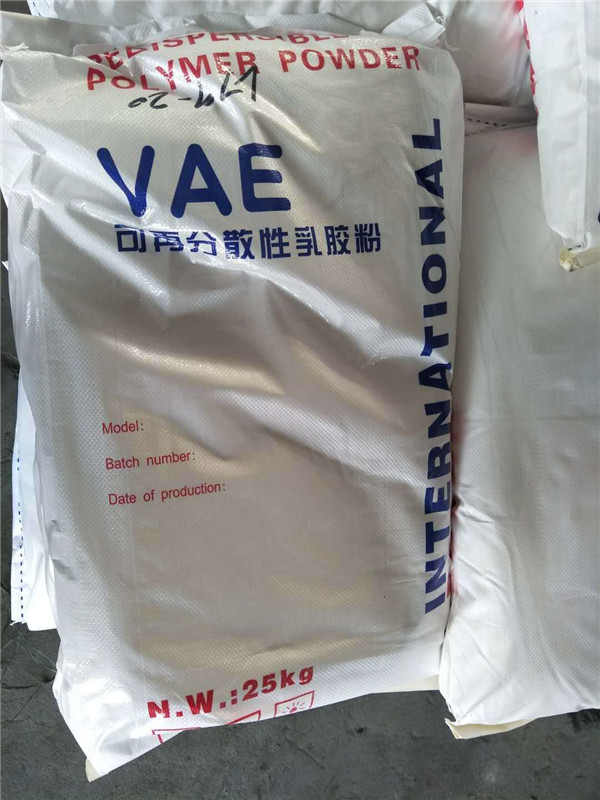 REDISPERSIBLE
POLYMER POWDER
VAE
可再分散性乳胶粉
INTERNATIONAL
Model:
Batch number:
Date of production:
N.W.:25kg